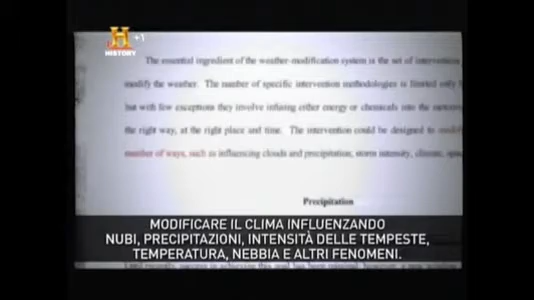 H +1
HISTORY
The essential ingredient of the weather-modification system is the set of intervention
modify the weather. The number of specific intervention methodologies is limited only
but with few exceptions they involve infusing either energy or chemicals into the
the right way, at the right place and time. The intervention could be designed to
number of ways, such as influencing clouds and precipitation, storm intensity, climate,
Precipitation
MODIFICARE IL CLIMA INFLUENZANDO
NUBI, PRECIPITAZIONI, INTENSITÀ DELLE TEMPESTE,
TEMPERATURA, NEBBIA E ALTRI FENOMENI.